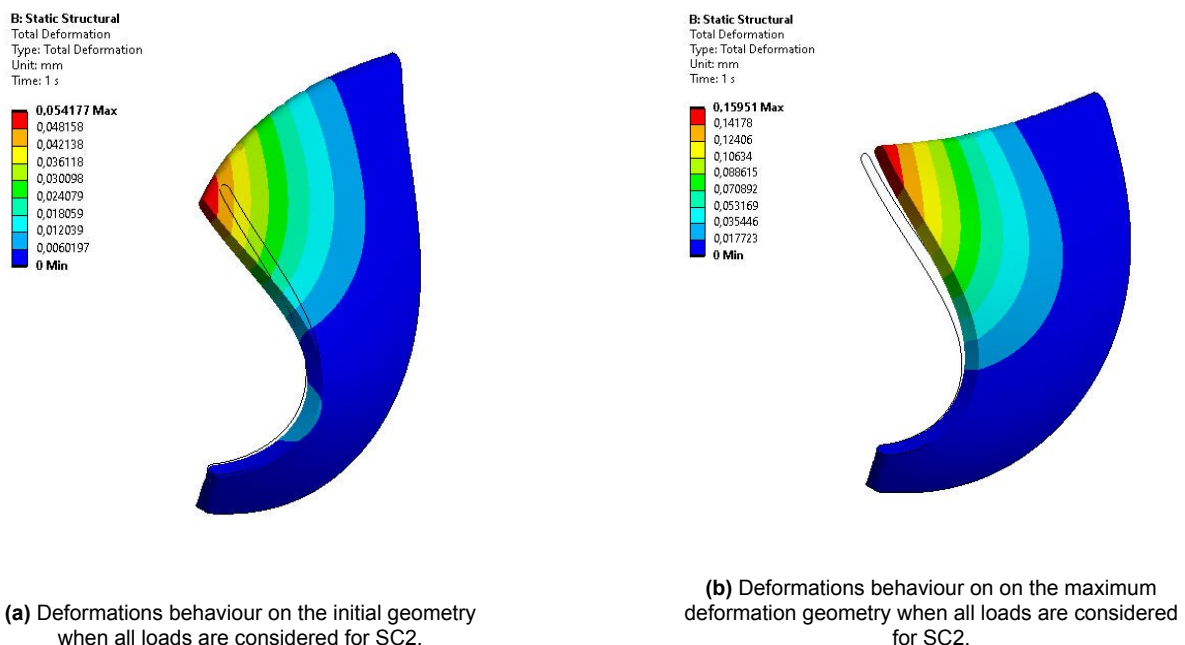 B: Static Structural
Total Deformation
Type: Total Deformation
Unit: mm
Time: 1 s
0,054177 Max
0,048158
0,042138
0,036118
0,030098
0,024079
0,018059
0,012039
0,0060197
0 Min
(a) Deformations behaviour on the initial geometry
when all loads are considered for SC2.
B: Static Structural
Total Deformation
Type: Total Deformation
Unit: mm
Time: 1 s
0,15951 Max
0,14178
0,12406
0,10634
0,088615
0,070892
0,053169
0,035446
0,017723
0 Min
(b) Deformations behaviour on on the maximum
deformation geometry when all loads are considered
for SC2.